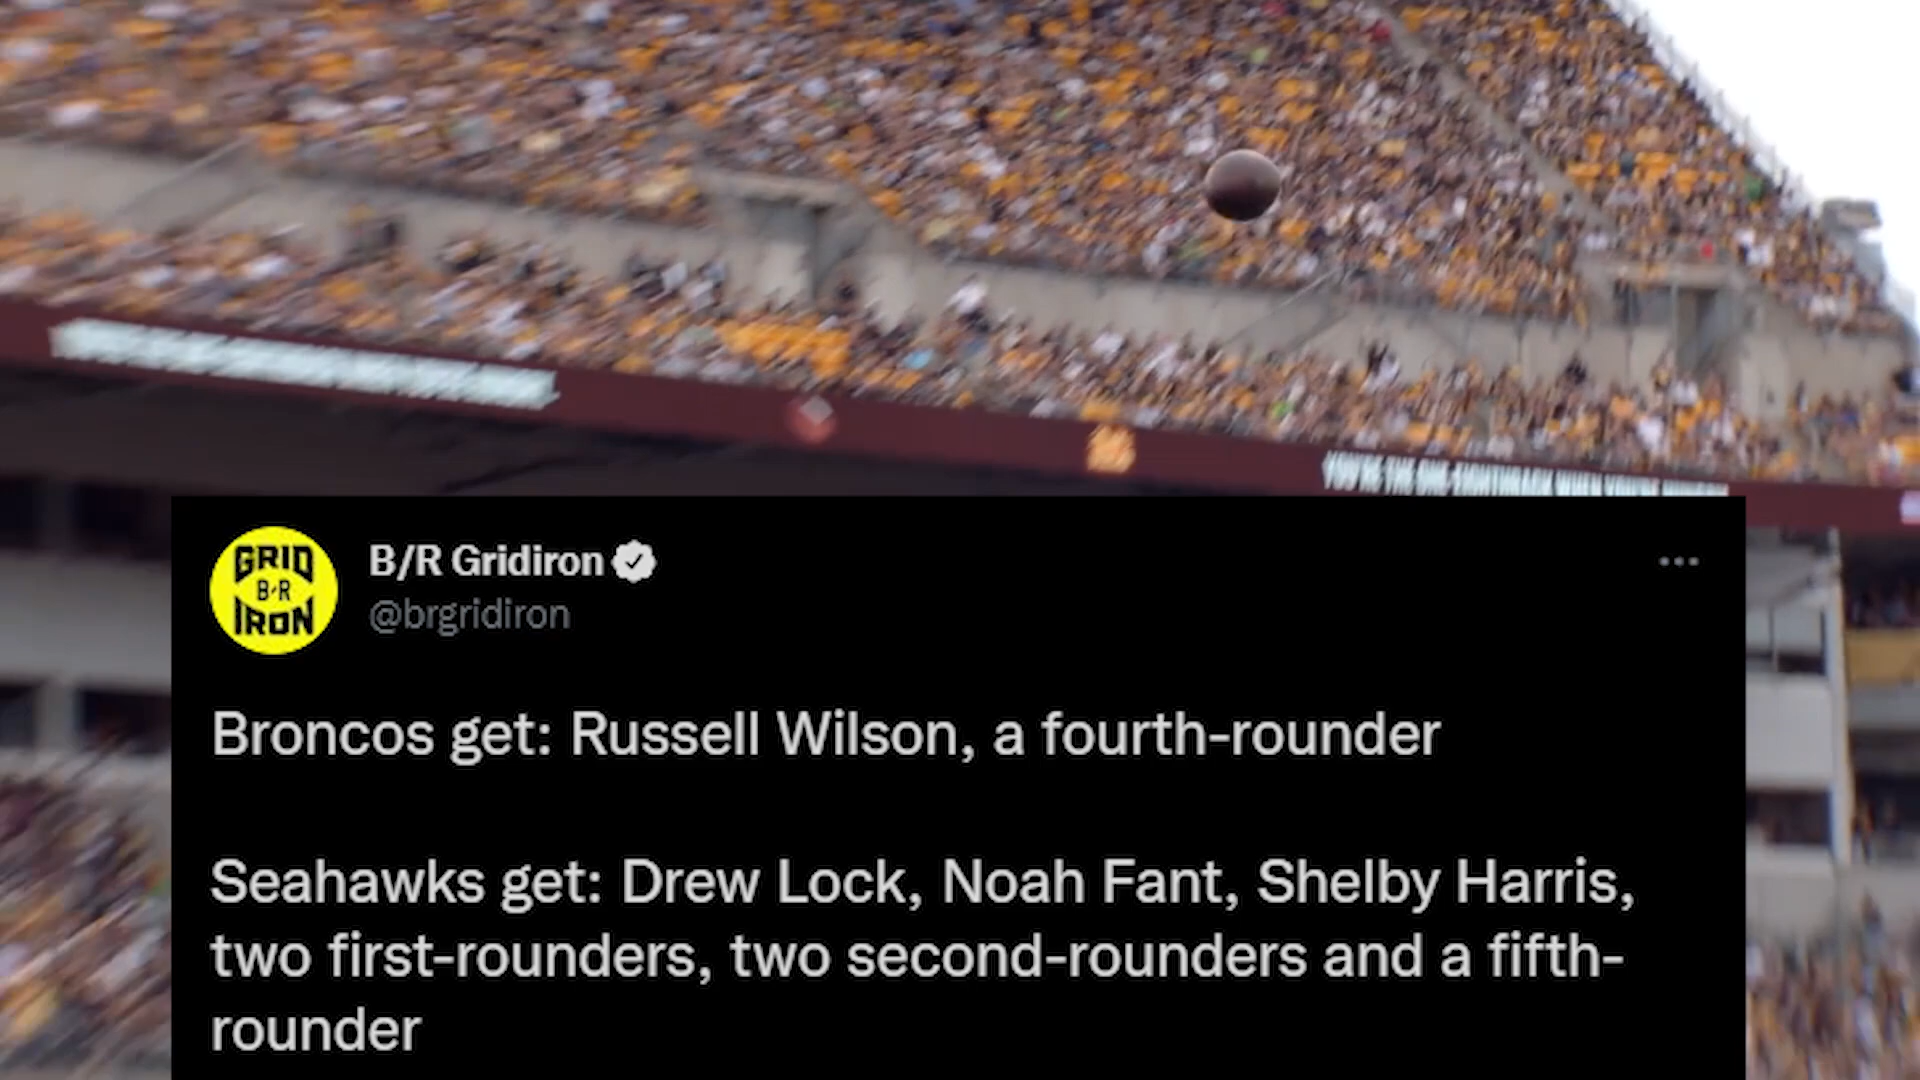 GRID
B/R
IRON
B/R Gridiron
@brgridiron
Broncos get: Russell Wilson, a fourth-rounder
Seahawks get: Drew Lock, Noah Fant, Shelby Harris,
two first-rounders, two second-rounders and a fifth-
rounder